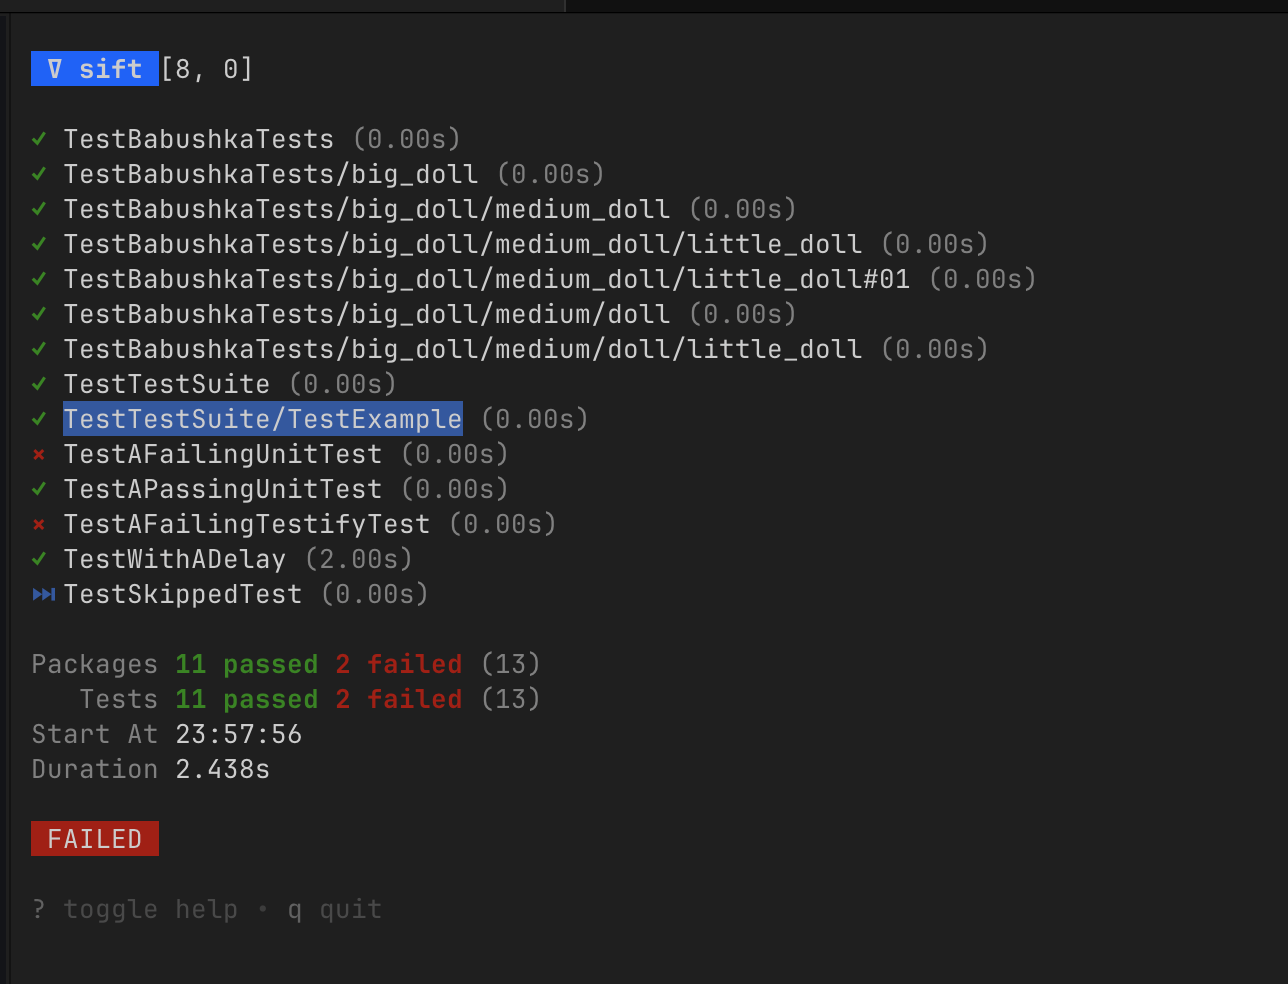 ∇ sift [8, 0]
✓ TestBabushkaTests (0.00s)
✓ TestBabushkaTests/big_doll (0.00s)
✓ TestBabushkaTests/big_doll/medium_doll (0.00s)
✓ TestBabushkaTests/big_doll/medium_doll/little_doll (0.00s)
✓ TestBabushkaTests/big_doll/medium_doll/little_doll#01 (0.00s)
✓ TestBabushkaTests/big_doll/medium/doll (0.00s)
✓ TestBabushkaTests/big_doll/medium/doll/little_doll (0.00s)
✓ TestTestSuite (0.00s)
✓ TestTestSuite/TestExample (0.00s)
× TestAFailingUnitTest (0.00s)
✓ TestAPassingUnitTest (0.00s)
× TestAFailingTestifyTest (0.00s)
✓ TestWithADelay (2.00s)
⏭ TestSkippedTest (0.00s)
Packages 11 passed 2 failed (13)
Tests 11 passed 2 failed (13)
Start At 23:57:56
Duration 2.438s
FAILED
? toggle help • q quit